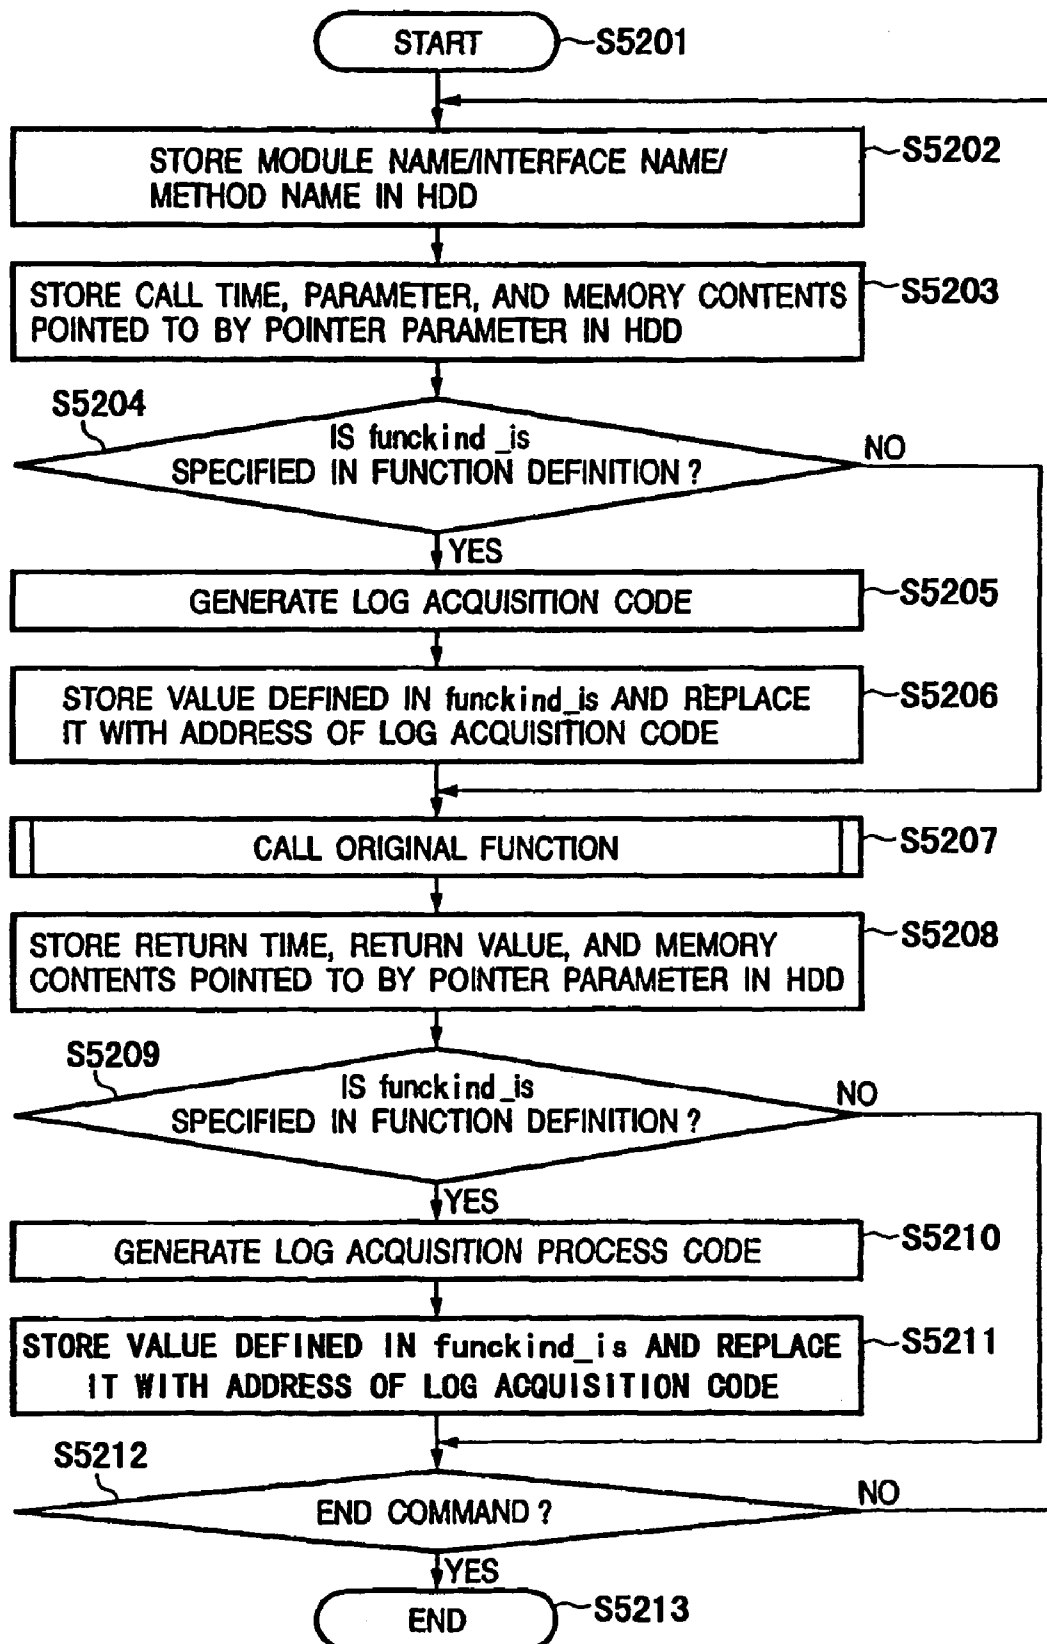 START
S5201
STORE MODULE NAME/INTERFACE NAME/
METHOD NAME IN HDD
S5202
STORE CALL TIME, PARAMETER, AND MEMORY CONTENTS
POINTED TO BY POINTER PARAMETER IN HDD
S5203
S5204
IS funckind_is
SPECIFIED IN FUNCTION DEFINITION ?
NO
YES
GENERATE LOG ACQUISITION CODE
S5205
STORE VALUE DEFINED IN funckind_is AND REPLACE
IT WITH ADDRESS OF LOG ACQUISITION CODE
S5206
CALL ORIGINAL FUNCTION
S5207
STORE RETURN TIME, RETURN VALUE, AND MEMORY
CONTENTS POINTED TO BY POINTER PARAMETER IN HDD
S5208
S5209
IS funckind_is
SPECIFIED IN FUNCTION DEFINITION ?
NO
YES
GENERATE LOG ACQUISITION PROCESS CODE
S5210
STORE VALUE DEFINED IN funckind_is AND REPLACE
IT WITH ADDRESS OF LOG ACQUISITION CODE
S5211
S5212
END COMMAND ?
NO
YES
END
S5213